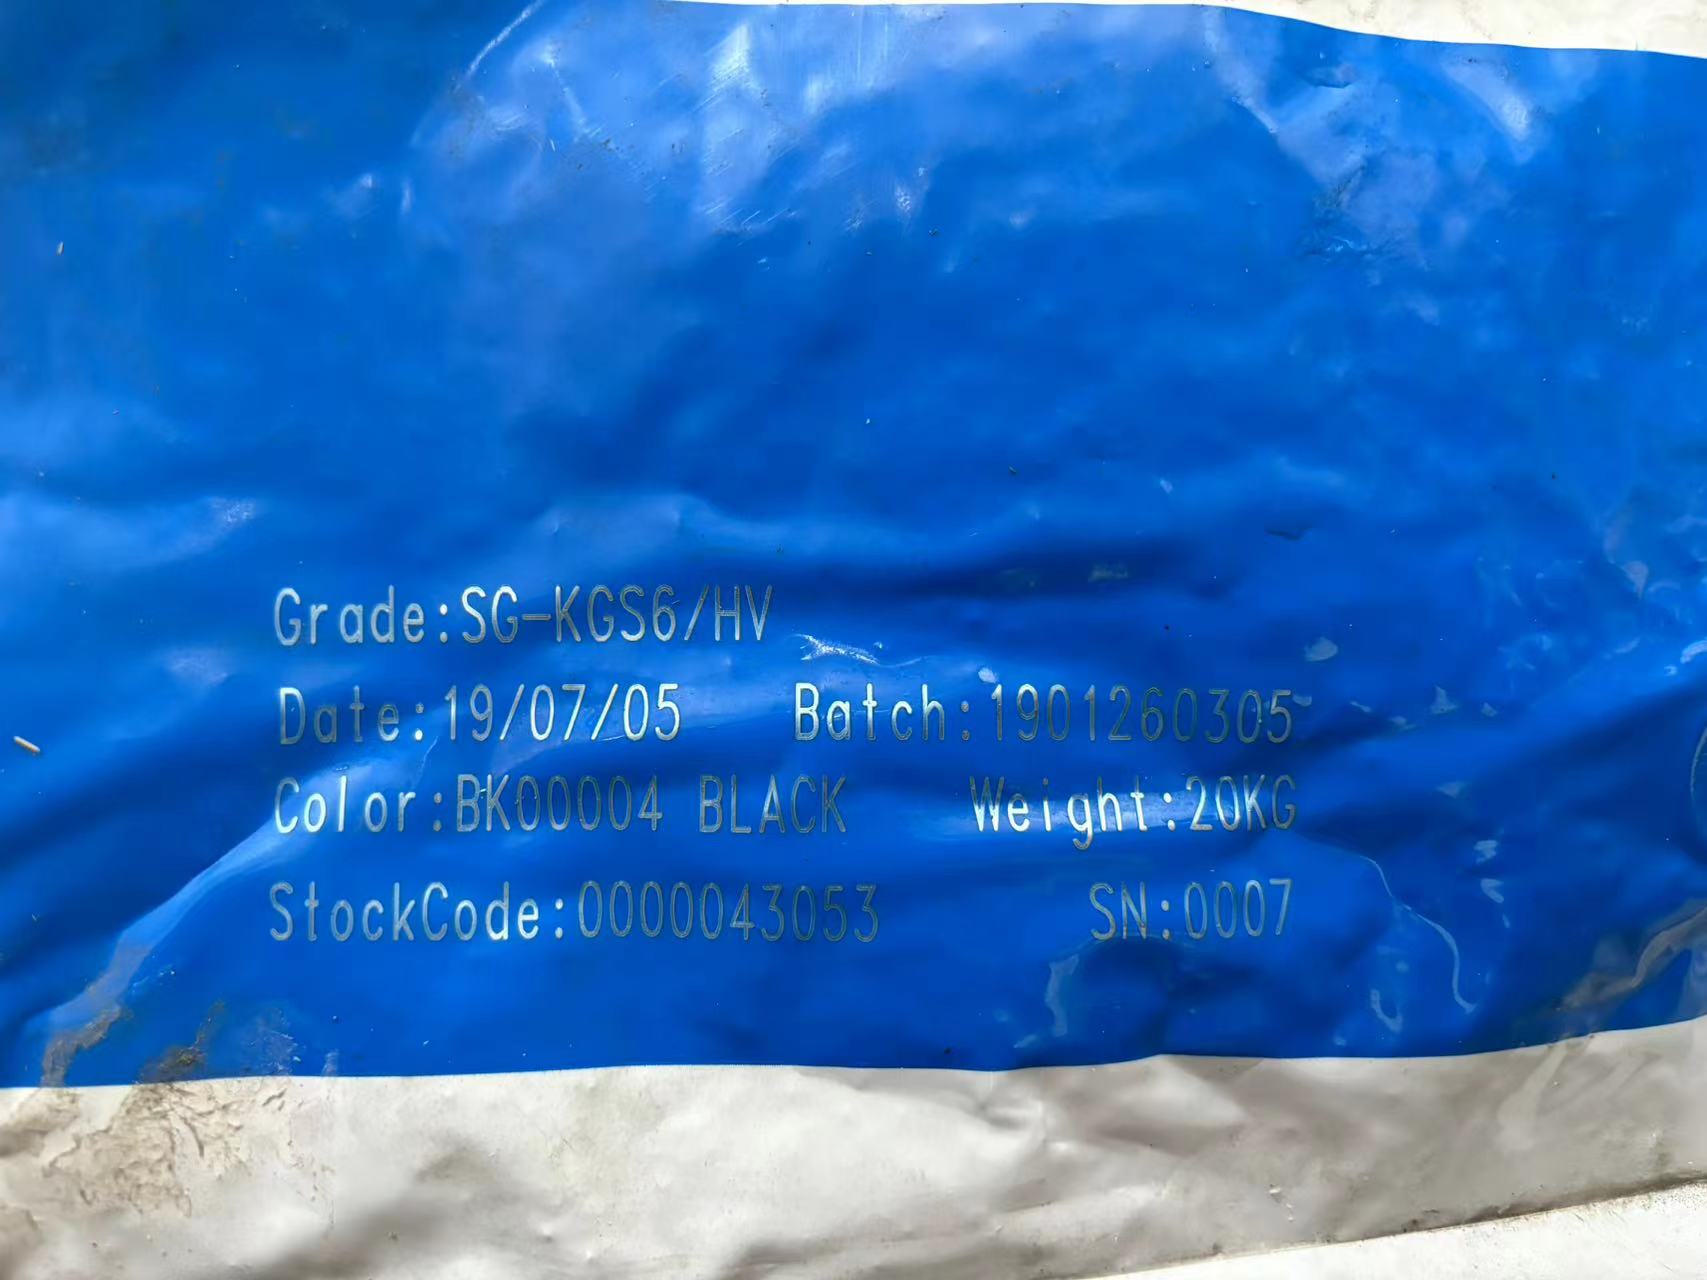 Grade:SG-KGS6/HV
Date:19/07/05 Batch:1901260305
Color:BK00004 BLACK Weight:20KG
StockCode:0000043053 SN:0007